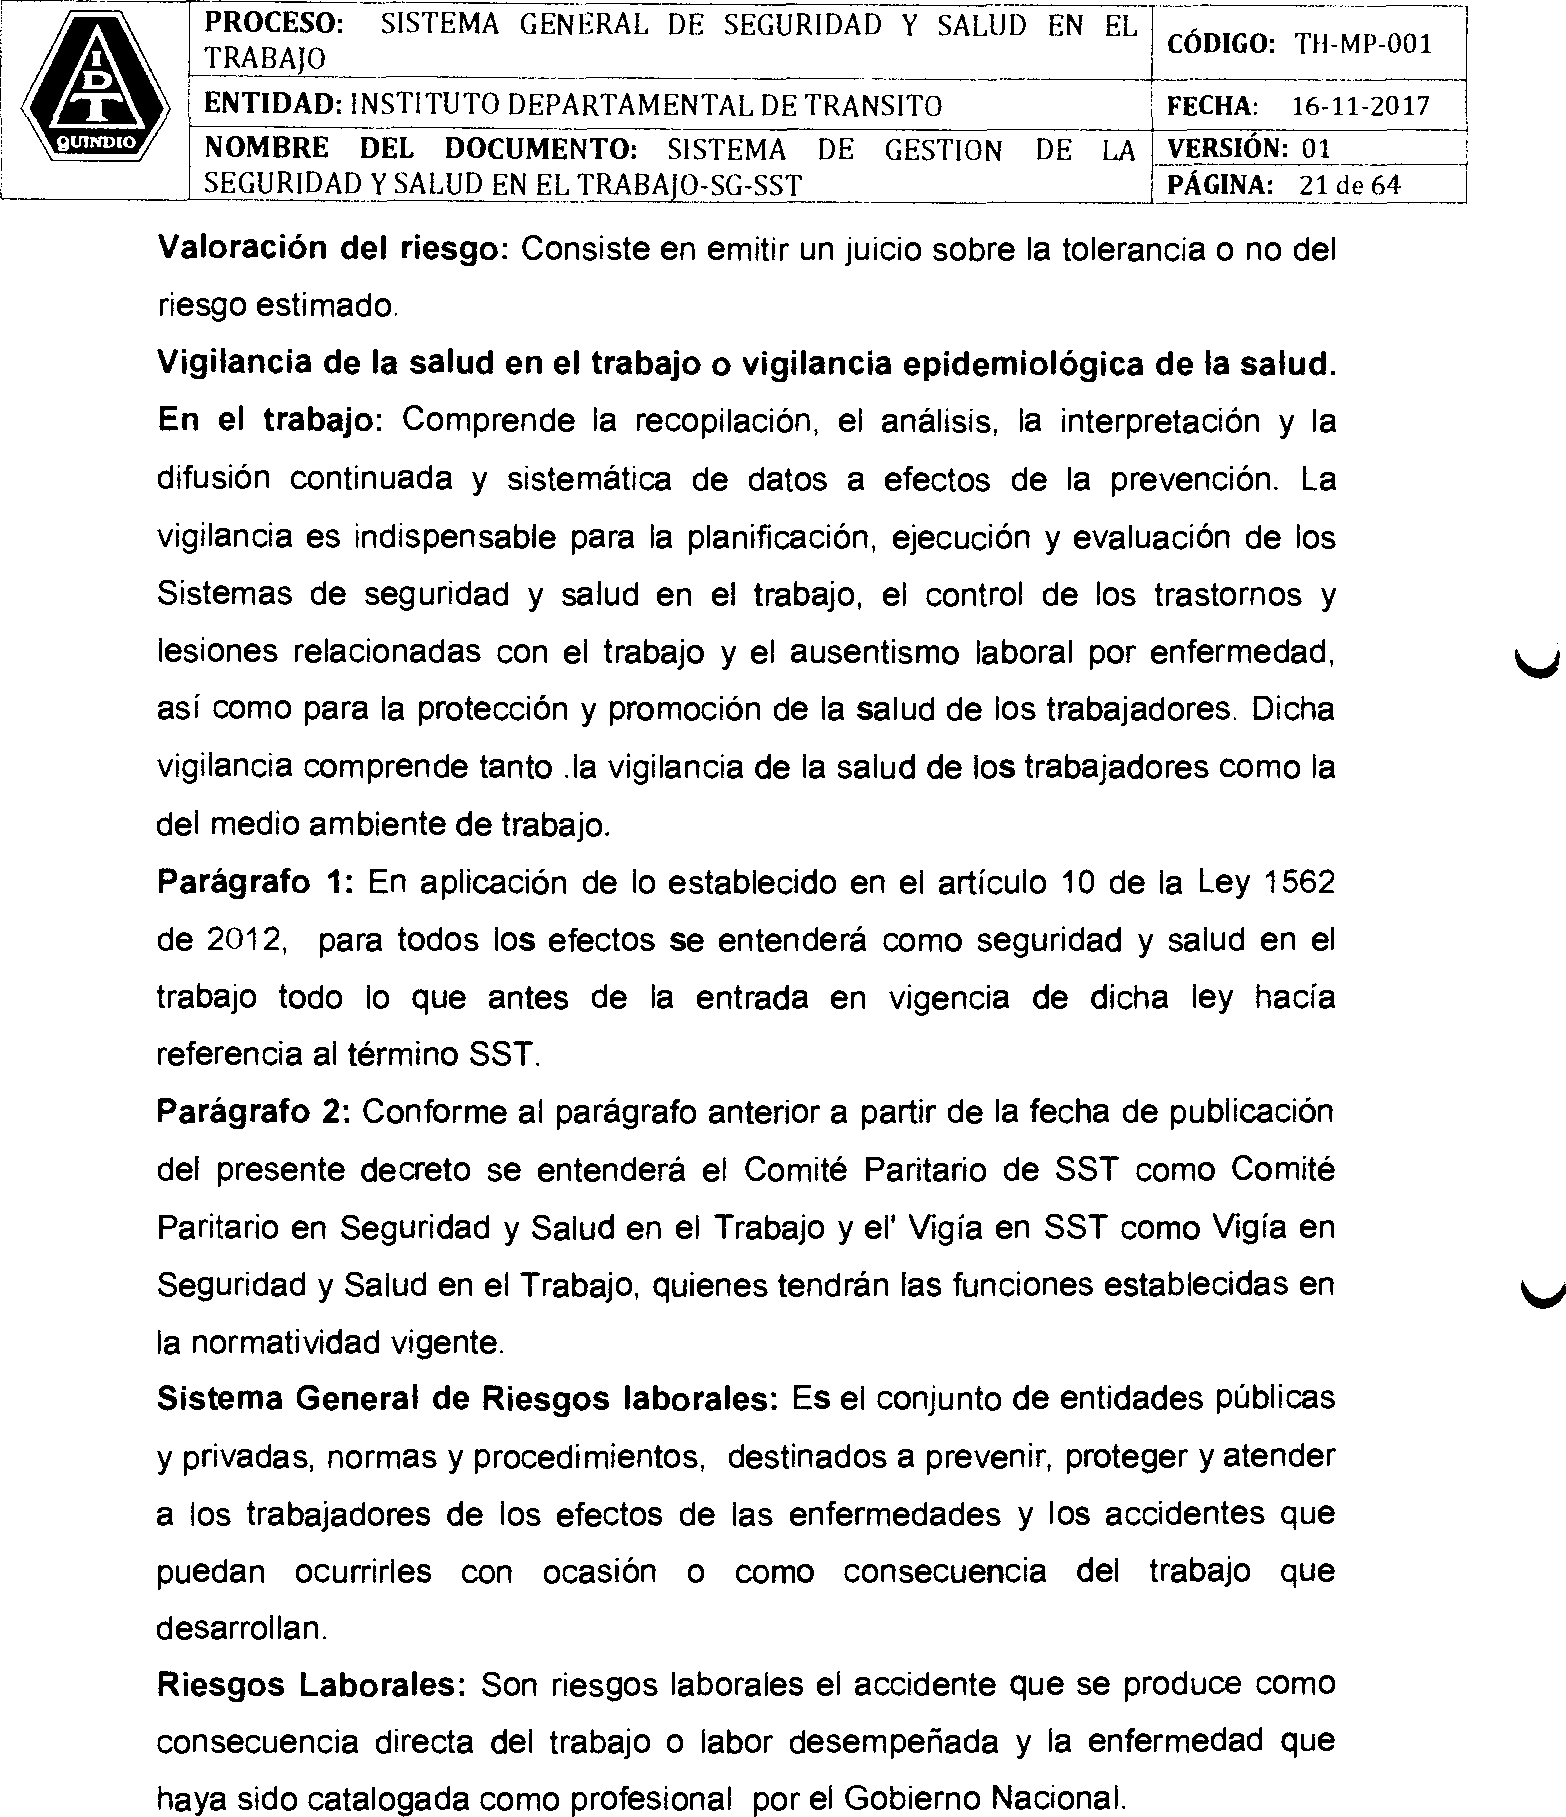 IDT
QUINDIO
PROCESO: SISTEMA GENERAL DE SEGURIDAD Y SALUD EN EL
TRABAJO
CÓDIGO: TH-MP-001
ENTIDAD: INSTITUTO DEPARTAMENTAL DE TRANSITO
FECHA: 16-11-2017
NOMBRE DEL DOCUMENTO: SISTEMA DE GESTION DE LA
SEGURIDAD Y SALUD EN EL TRABAJO-SG-SST
VERSIÓN: 01
PÁGINA: 21 de 64
Valoración del riesgo: Consiste en emitir un juicio sobre la tolerancia o no del
riesgo estimado.
Vigilancia de la salud en el trabajo o vigilancia epidemiológica de la salud.
En el trabajo: Comprende la recopilación, el análisis, la interpretación y la
difusión continuada y sistemática de datos a efectos de la prevención. La
vigilancia es indispensable para la planificación, ejecución y evaluación de los
Sistemas de seguridad y salud en el trabajo, el control de los trastornos y
lesiones relacionadas con el trabajo y el ausentismo laboral por enfermedad,
así como para la protección y promoción de la salud de los trabajadores. Dicha
vigilancia comprende tanto .la vigilancia de la salud de los trabajadores como la
del medio ambiente de trabajo.
Parágrafo 1: En aplicación de lo establecido en el artículo 10 de la Ley 1562
de 2012, para todos los efectos se entenderá como seguridad y salud en el
trabajo todo lo que antes de la entrada en vigencia de dicha ley hacía
referencia al término SST.
Parágrafo 2: Conforme al parágrafo anterior a partir de la fecha de publicación
del presente decreto se entenderá el Comité Paritario de SST como Comité
Paritario en Seguridad y Salud en el Trabajo y el' Vigía en SST como Vigía en
Seguridad y Salud en el Trabajo, quienes tendrán las funciones establecidas en
la normatividad vigente.
Sistema General de Riesgos laborales: Es el conjunto de entidades públicas
y privadas, normas y procedimientos, destinados a prevenir, proteger y atender
a los trabajadores de los efectos de las enfermedades y los accidentes que
puedan ocurrirles con ocasión o como consecuencia del trabajo que
desarrollan.
Riesgos Laborales: Son riesgos laborales el accidente que se produce como
consecuencia directa del trabajo o labor desempeñada y la enfermedad que
haya sido catalogada como profesional por el Gobierno Nacional.